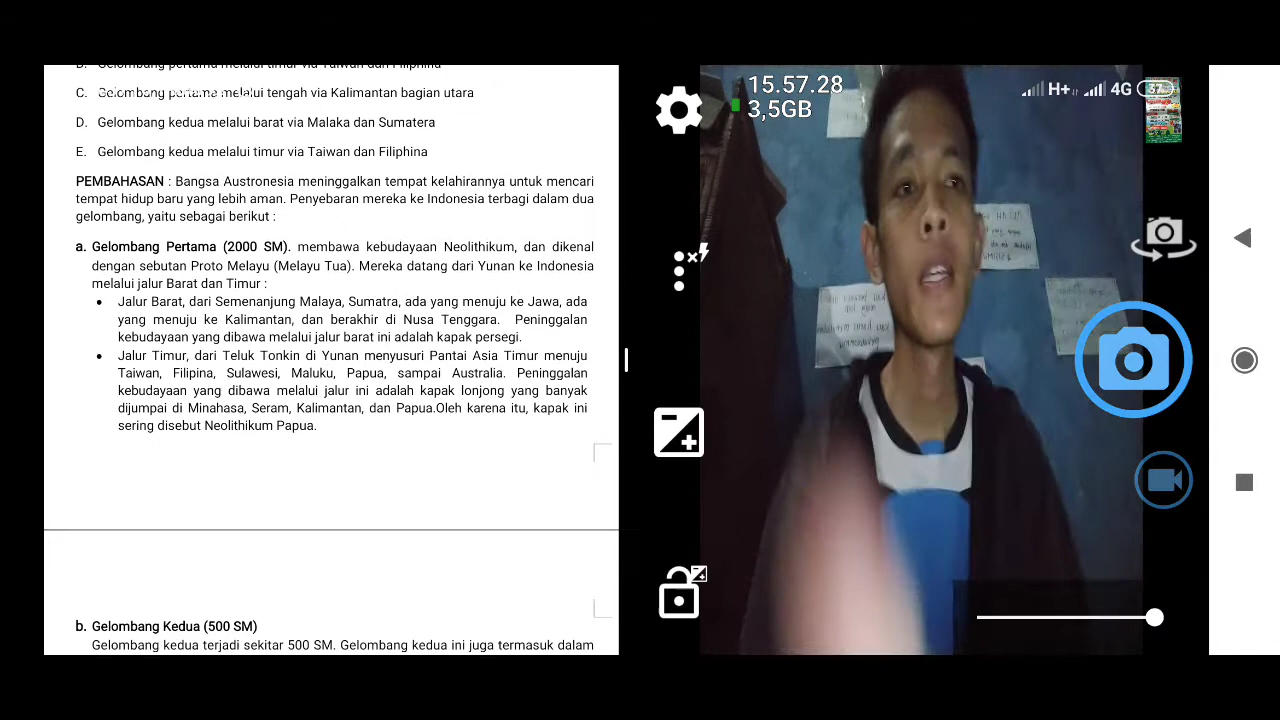 B. Gelombang pertama melalui timur via Taiwan dan Filiphina
C. Gelombang pertama melalui tengah via Kalimantan bagian utara
D. Gelombang kedua melalui barat via Malaka dan Sumatera
E. Gelombang kedua melalui timur via Taiwan dan Filiphina
PEMBAHASAN : Bangsa Austronesia meninggalkan tempat kelahirannya untuk mencari
tempat hidup baru yang lebih aman. Penyebaran mereka ke Indonesia terbagi dalam dua
gelombang, yaitu sebagai berikut :
a. Gelombang Pertama (2000 SM). membawa kebudayaan Neolithikum, dan dikenal
dengan sebutan Proto Melayu (Melayu Tua). Mereka datang dari Yunan ke Indonesia
melalui jalur Barat dan Timur :
• Jalur Barat, dari Semenanjung Malaya, Sumatra, ada yang menuju ke Jawa, ada
yang menuju ke Kalimantan, dan berakhir di Nusa Tenggara. Peninggalan
kebudayaan yang dibawa melalui jalur barat ini adalah kapak persegi.
• Jalur Timur, dari Teluk Tonkin di Yunan menyusuri Pantai Asia Timur menuju
Taiwan, Filipina, Sulawesi, Maluku, Papua, sampai Australia. Peninggalan
kebudayaan yang dibawa melalui jalur ini adalah kapak lonjong yang banyak
dijumpai di Minahasa, Seram, Kalimantan, dan Papua.Oleh karena itu, kapak ini
sering disebut Neolithikum Papua.
b. Gelombang Kedua (500 SM)
Gelombang kedua terjadi sekitar 500 SM. Gelombang kedua ini juga termasuk dalam
15.57.28
3,5GB
H+
4G
37